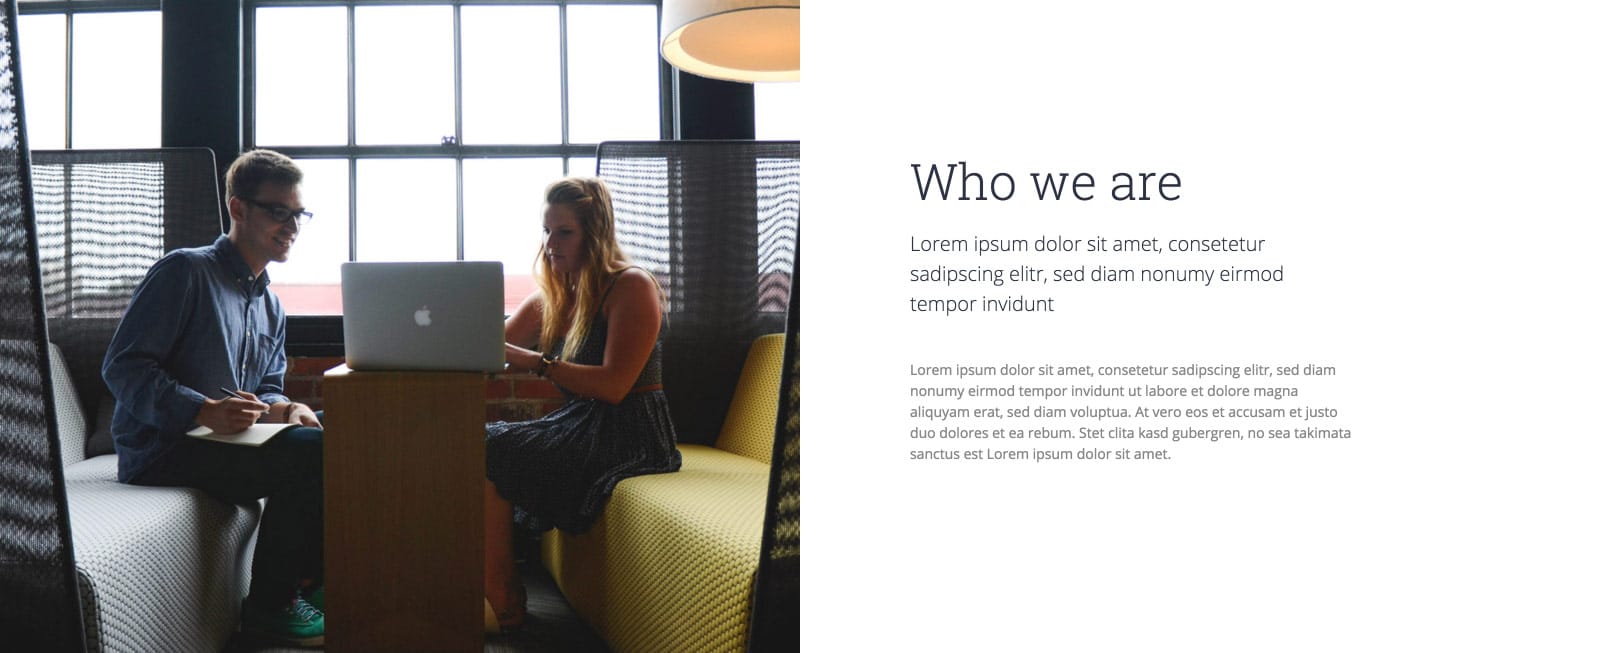 Who we are
Lorem ipsum dolor sit amet, consetetur
sadipscing elitr, sed diam nonumy eirmod
tempor invidunt
Lorem ipsum dolor sit amet, consetetur sadipscing elitr, sed diam
nonumy eirmod tempor invidunt ut labore et dolore magna
aliquyam erat, sed diam voluptua. At vero eos et accusam et justo
duo dolores et ea rebum. Stet clita kasd gubergren, no sea takimata
sanctus est Lorem ipsum dolor sit amet.